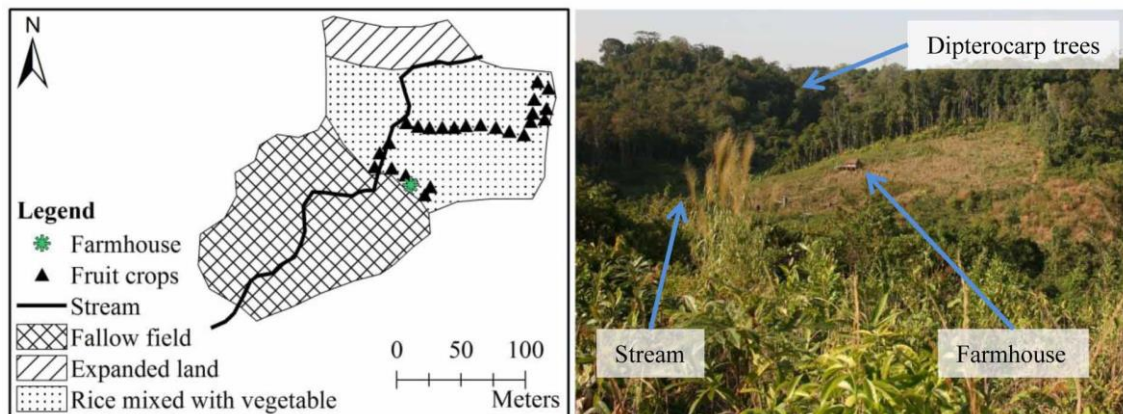 N
Legend
Farmhouse
Fruit crops
Stream
Fallow field
Expanded land
Rice mixed with vegetable
0 50 100
Meters
Dipterocarp trees
Stream
Farmhouse